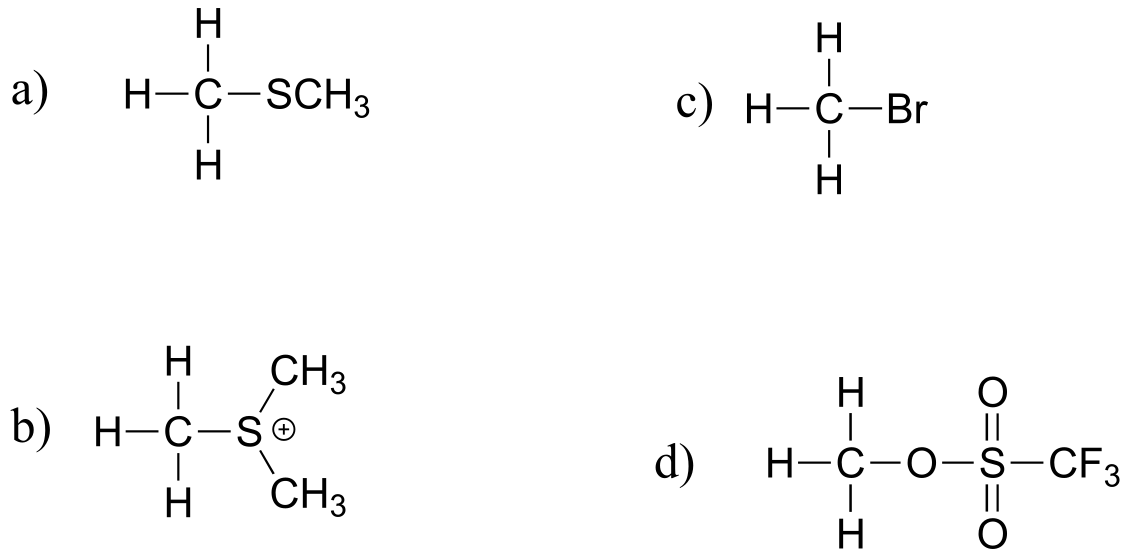 a)
H
H—C—SCH3
H
b)
H
CH3
H—C—S⊕
H
CH3
c)
H
H—C—Br
H
d)
H
O
H—C—O—S—CF3
H
O